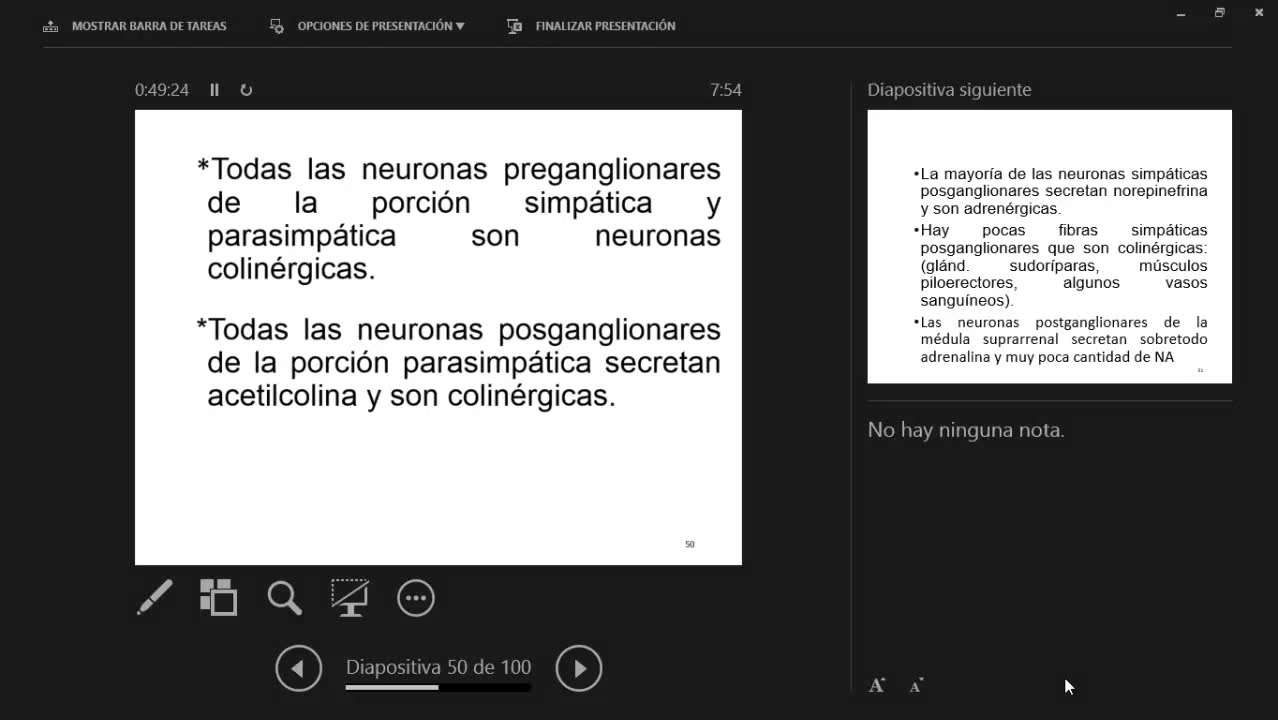 MOSTRAR BARRA DE TAREAS
OPCIONES DE PRESENTACIÓN ▼
FINALIZAR PRESENTACIÓN
0:49:24
7:54
*Todas las neuronas preganglionares
de la porción simpática y
parasimpática son neuronas
colinérgicas.
*Todas las neuronas posganglionares
de la porción parasimpática secretan
acetilcolina y son colinérgicas.
50
Diapositiva 50 de 100
Diapositiva siguiente
•La mayoría de las neuronas simpáticas
posganglionares secretan norepinefrina
y son adrenérgicas.
•Hay pocas fibras simpáticas
posganglionares que son colinérgicas:
(gländ. sudoríparas, músculos
piloerectores, algunos vasos
sanguíneos).
•Las neuronas postganglionares de la
médula suprarrenal secretan sobretodo
adrenalina y muy poca cantidad de NA
51
No hay ninguna nota.
A A